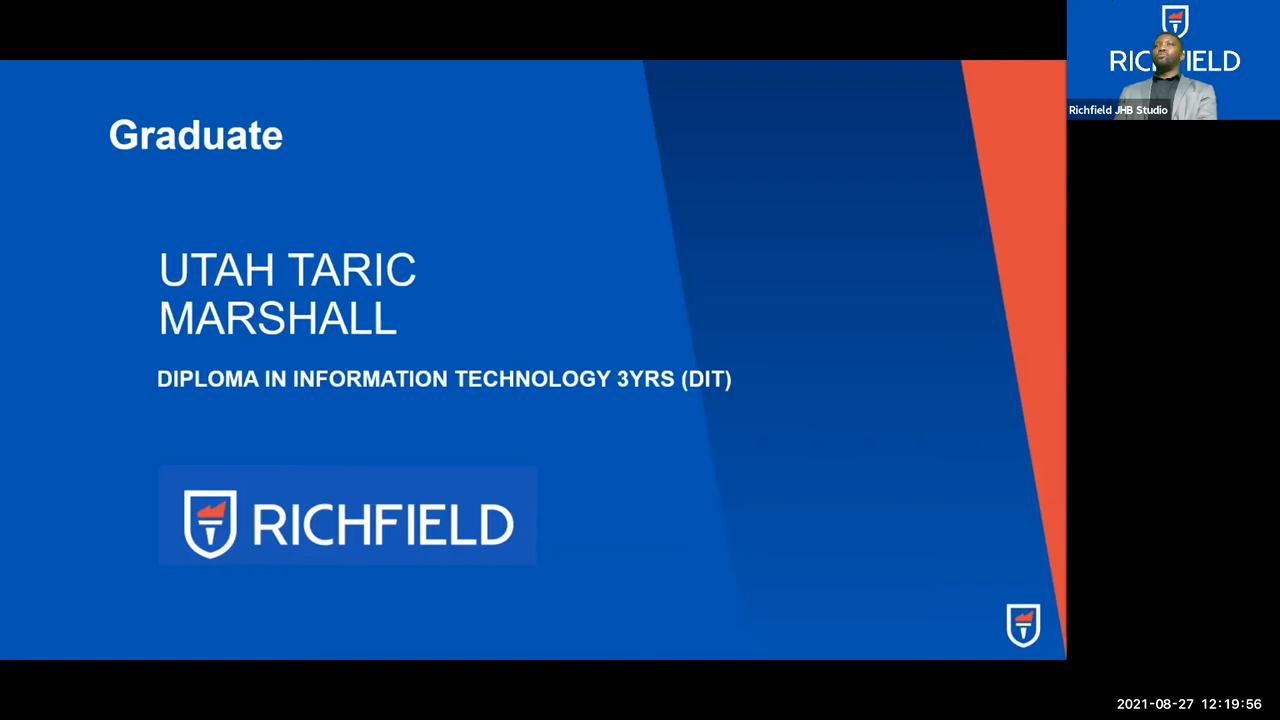 Graduate
UTAH TARIC
MARSHALL
DIPLOMA IN INFORMATION TECHNOLOGY 3YRS (DIT)
RICHFIELD
Richfield JHB Studio
2021-08-27 12:19:56